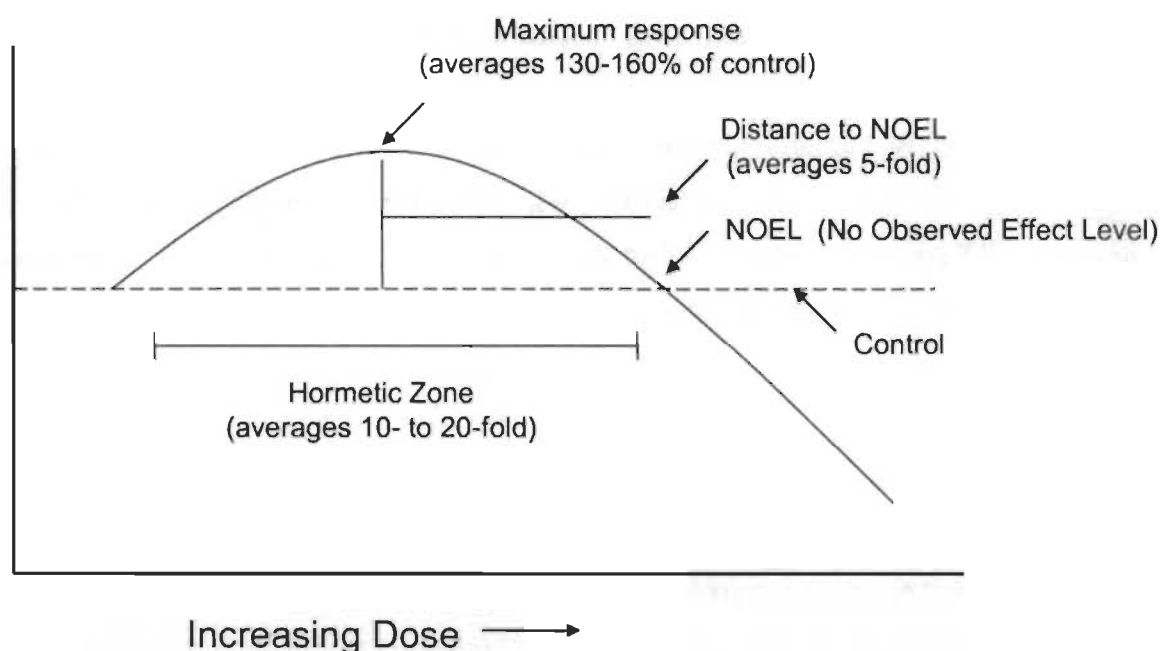 Maximum response
(averages 130-160% of control)
Distance to NOEL
(averages 5-fold)
NOEL (No Observed Effect Level)
Control
Hormetic Zone
(averages 10- to 20-fold)
Increasing Dose